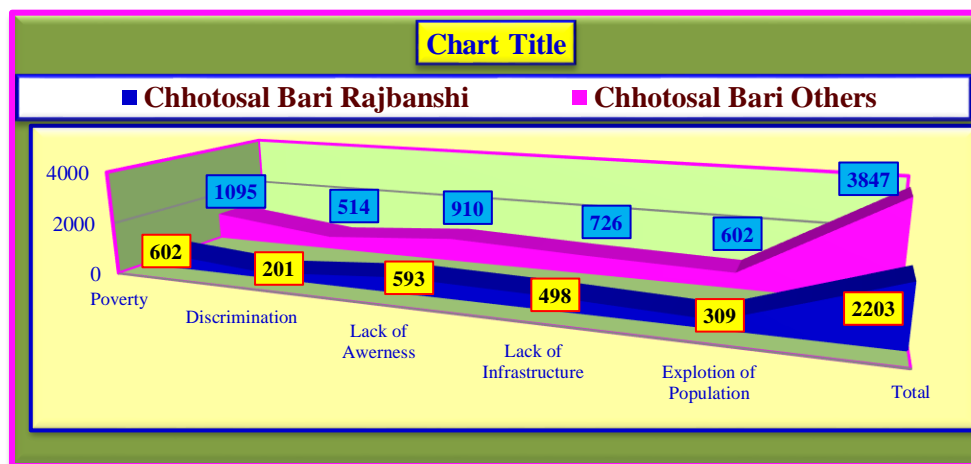 Chart Title
Chhotosal Bari Rajbanshi
Chhotosal Bari Others
4000
2000
0
1095
514
910
726
602
3847
602
201
593
498
309
2203
Poverty
Discrimination
Lack of
Awerness
Lack of
Infrastructure
Explotion of
Population
Total